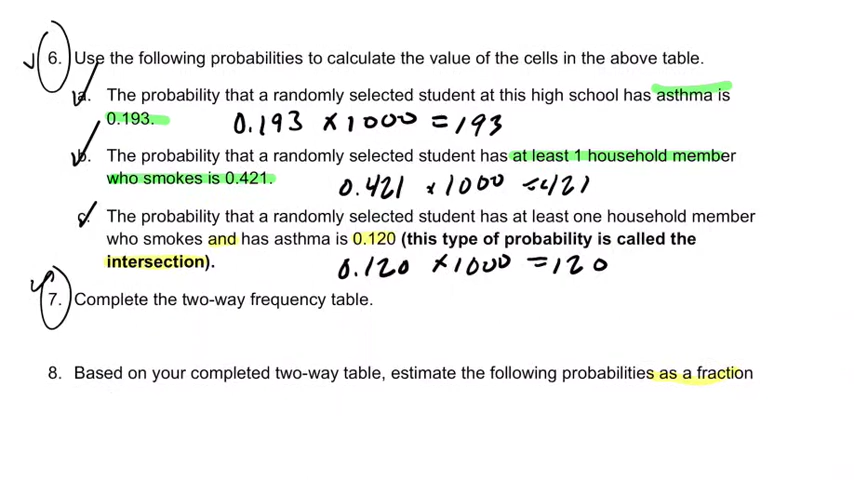 6. Use the following probabilities to calculate the value of the cells in the above table.
a. The probability that a randomly selected student at this high school has asthma is
0.193. 0.193 × 1000 = 193
b. The probability that a randomly selected student has at least 1 household member
who smokes is 0.421. 0.421 × 1000 = 421
c. The probability that a randomly selected student has at least one household member
who smokes and has asthma is 0.120 (this type of probability is called the
intersection). 0.120 × 1000 = 120
7. Complete the two-way frequency table.
8. Based on your completed two-way table, estimate the following probabilities as a fraction